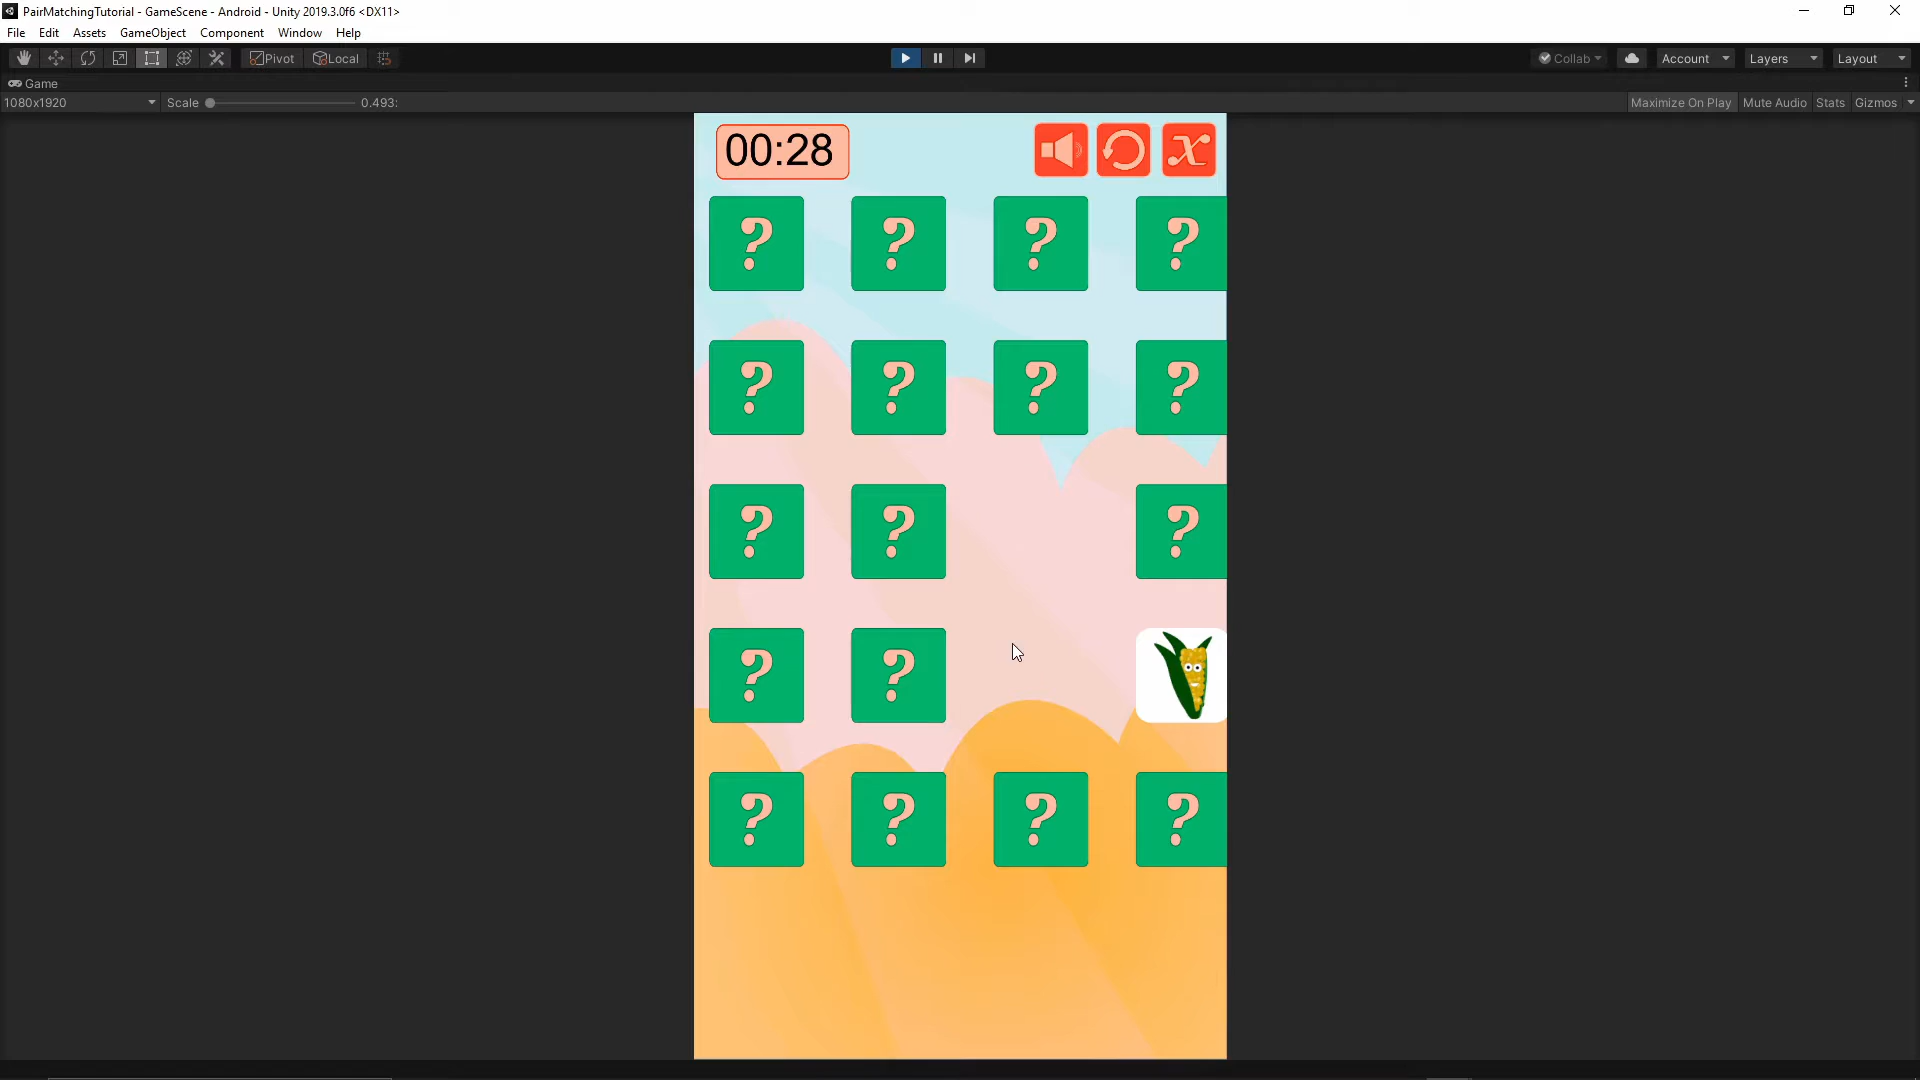 PairMatchingTutorial - GameScene - Android - Unity 2019.3.0f6 <DX11>
File Edit Assets GameObject Component Window Help
Pivot Local Collab Account Layers Layout
Game
1080x1920 Scale 0.493: Maximize On Play Mute Audio Stats Gizmos
00:28 x
? ? ? ?
? ? ? ?
? ? ?
? ?
? ? ? ?